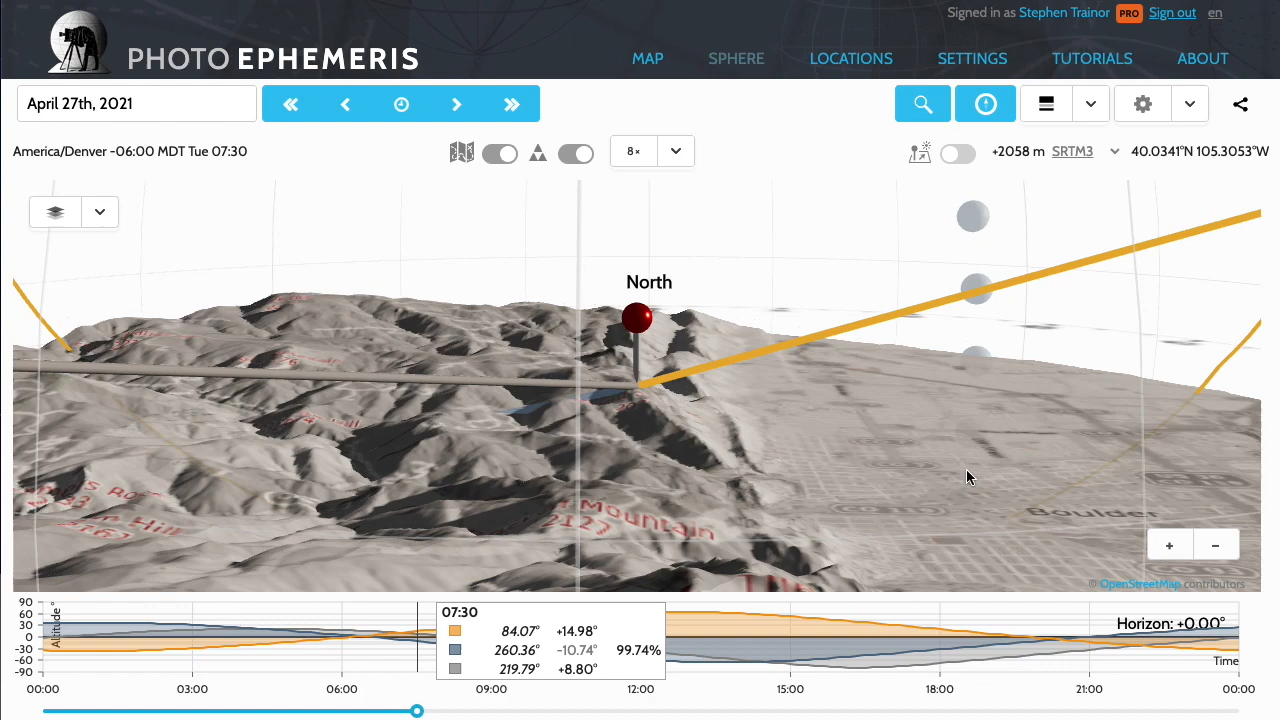 Signed in as Stephen Trainor PRO Sign out en
PHOTO EPHEMERIS
MAP SPHERE LOCATIONS SETTINGS TUTORIALS ABOUT
April 27th, 2021
America/Denver -06:00 MDT Tue 07:30
8×
+2058 m SRTM3 40.0341°N 105.3053°W
North
Mountain
2127
Hill
Boulder
+ −
© OpenStreetMap contributors
90
60
30
0
-30
-60
-90
Altitude °
07:30
84.07° +14.98°
260.36° -10.74° 99.74%
219.79° +8.80°
Horizon: +0.00°
Time
00:00 03:00 06:00 09:00 12:00 15:00 18:00 21:00 00:00